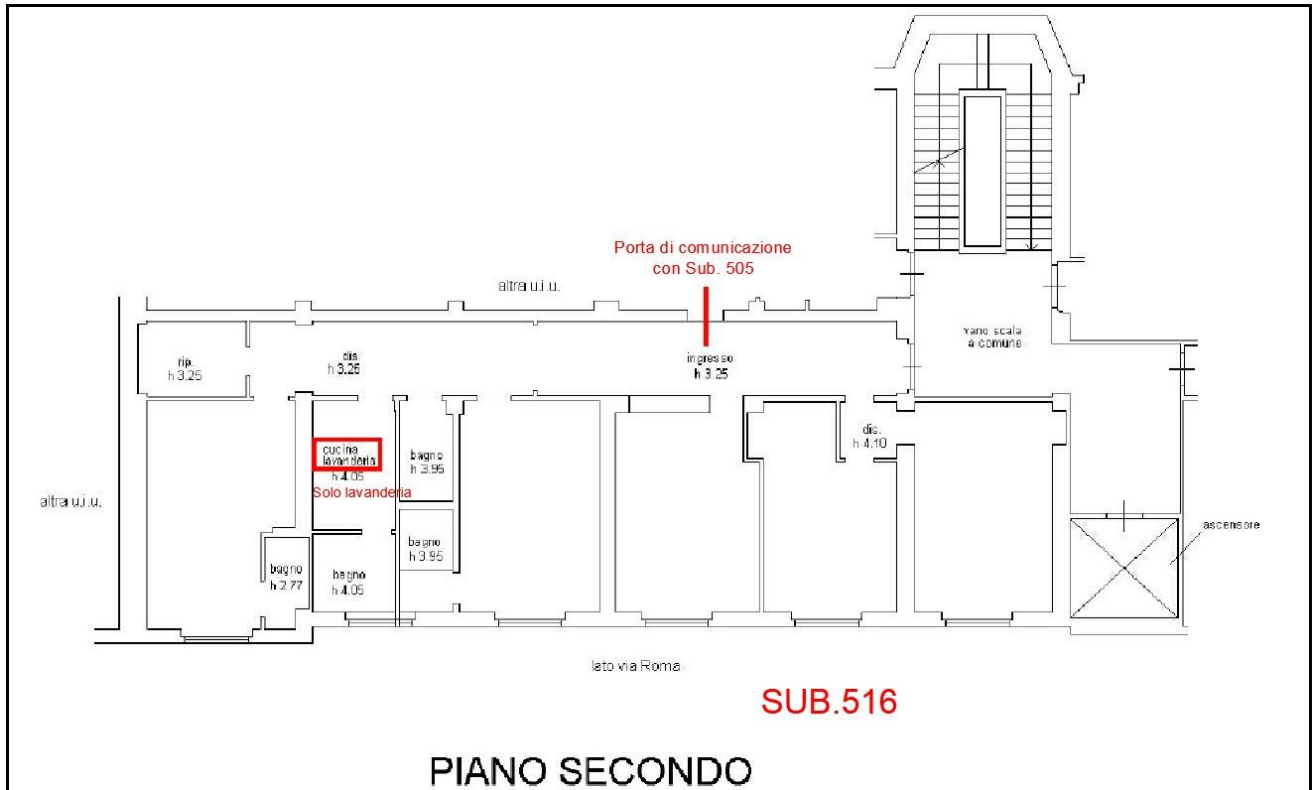 Porta di comunicazione
con Sub. 505
altra u.i.u.
vano scala
a comune
rip.
h 3.25
dis.
h 3.25
ingresso
h 3.25
dis.
h 4.10
cucina
lavanderia
h 4.05
Solo lavanderia
bagno
h 3.95
altra u.i.u.
bagno
h 3.95
bagno
h 2.77
bagno
h 4.05
ascensore
lato via Roma
SUB.516
PIANO SECONDO